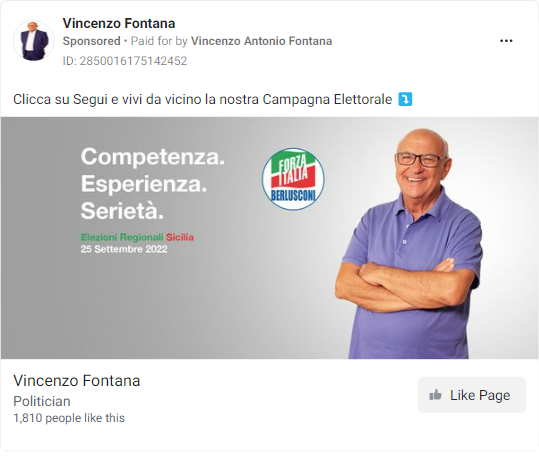 Vincenzo Fontana
Sponsored • Paid for by Vincenzo Antonio Fontana
ID: 2850016175142452
Clicca su Segui e vivi da vicino la nostra Campagna Elettorale ⤵️
Competenza.
Esperienza.
Serietà.
Elezioni Regionali Sicilia
25 Settembre 2022
FORZA
ITALIA
BERLUSCONI
Vincenzo Fontana
Politician
1,810 people like this
Like Page